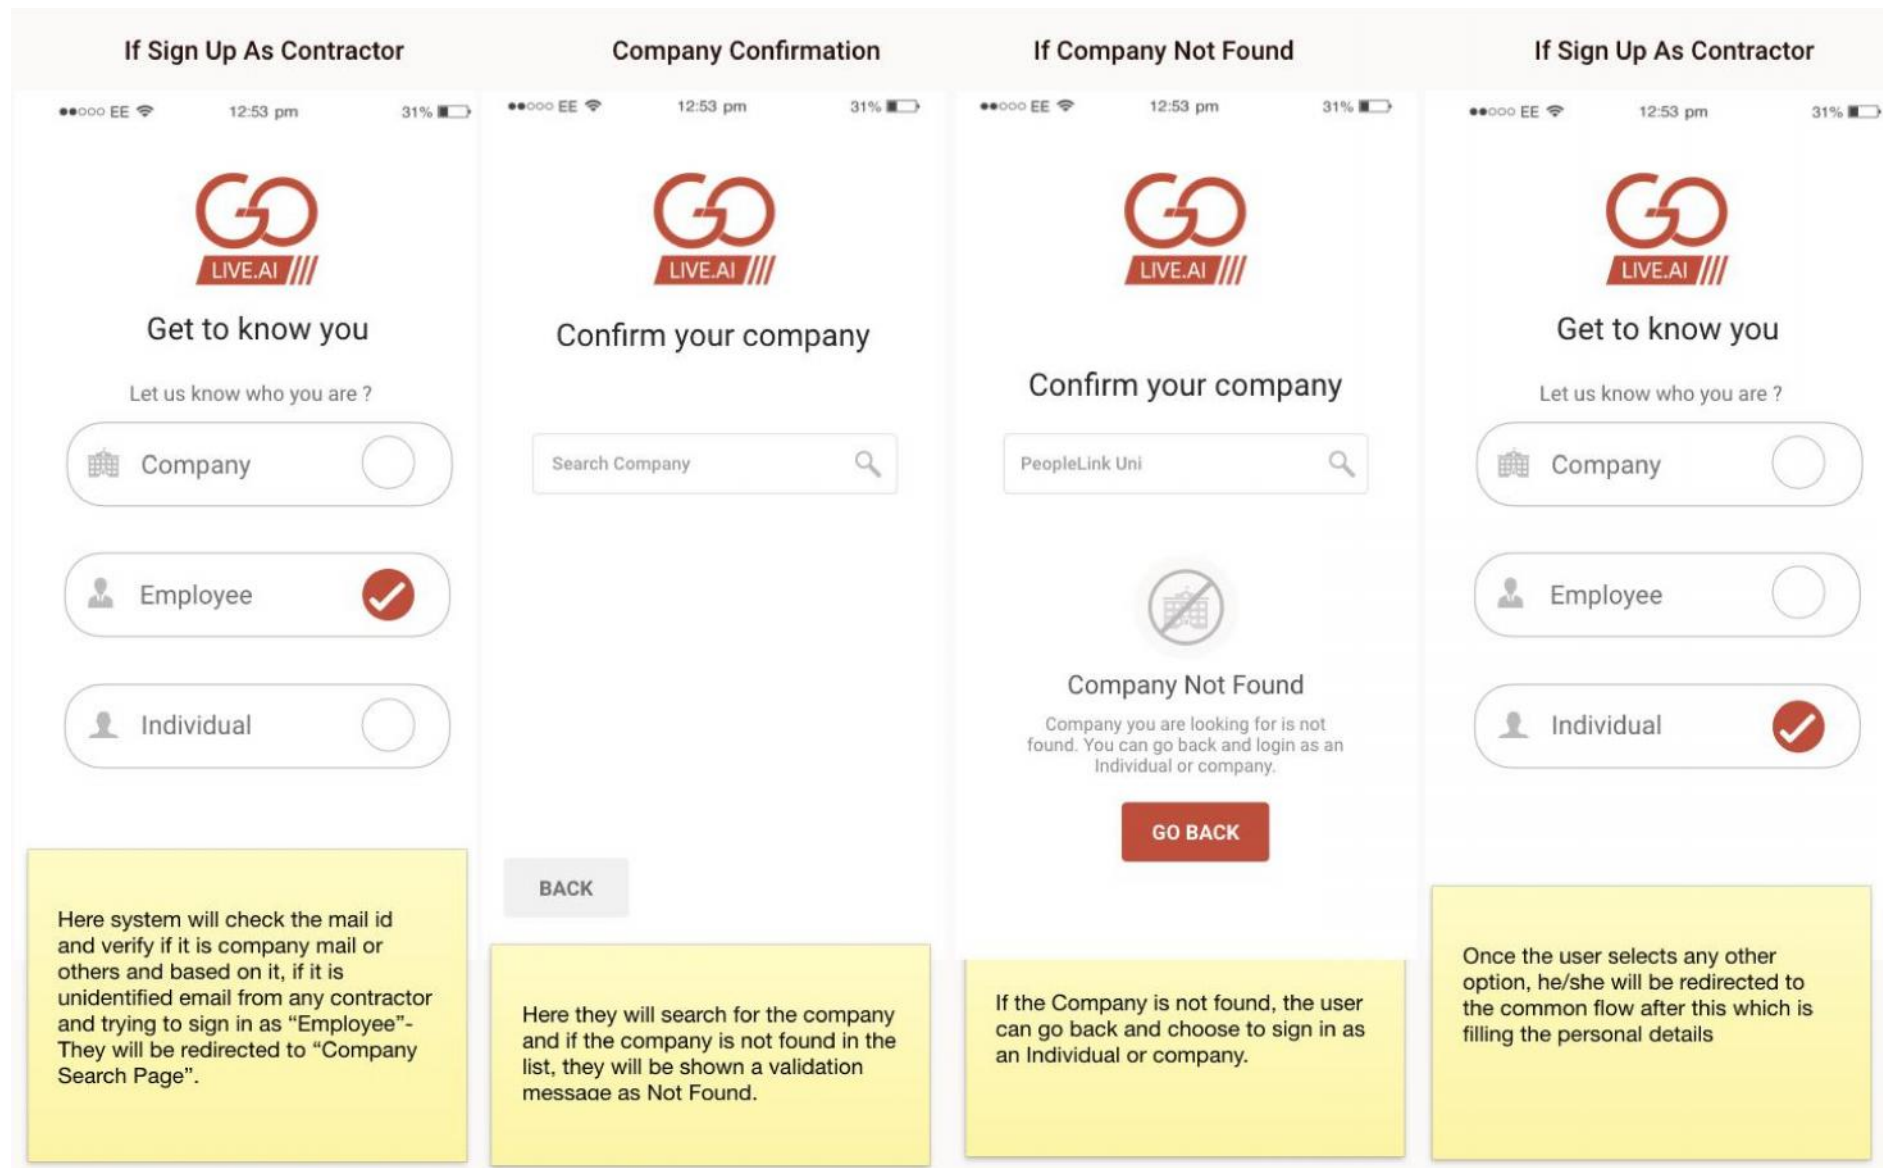 If Sign Up As Contractor
●●○○○ EE 12:53 pm 31%
GO
LIVE.AI
Get to know you
Let us know who you are ?
Company
Employee
Individual
Here system will check the mail id
and verify if it is company mail or
others and based on it, if it is
unidentified email from any contractor
and trying to sign in as “Employee”-
They will be redirected to “Company
Search Page”.
Company Confirmation
●●○○○ EE 12:53 pm 31%
GO
LIVE.AI
Confirm your company
Search Company
BACK
Here they will search for the company
and if the company is not found in the
list, they will be shown a validation
message as Not Found.
If Company Not Found
●●○○○ EE 12:53 pm 31%
GO
LIVE.AI
Confirm your company
PeopleLink Uni
Company Not Found
Company you are looking for is not
found. You can go back and login as an
Individual or company.
GO BACK
If the Company is not found, the user
can go back and choose to sign in as
an Individual or company.
If Sign Up As Contractor
●●○○○ EE 12:53 pm 31%
GO
LIVE.AI
Get to know you
Let us know who you are ?
Company
Employee
Individual
Once the user selects any other
option, he/she will be redirected to
the common flow after this which is
filling the personal details